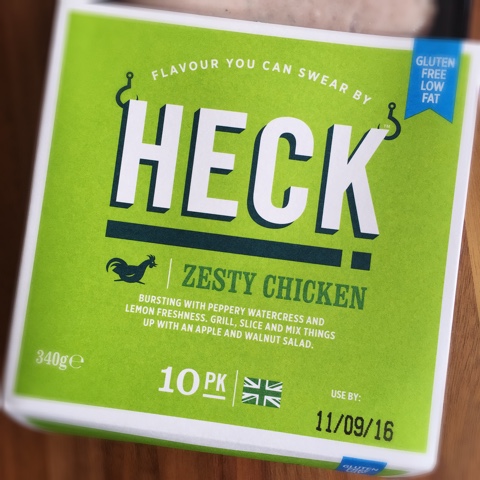 FLAVOUR YOU CAN SWEAR BY
GLUTEN
FREE
LOW
FAT
HECK
ZESTY CHICKEN
BURSTING WITH PEPPERY WATERCRESS AND
LEMON FRESHNESS. GRILL, SLICE AND MIX THINGS
UP WITH AN APPLE AND WALNUT SALAD.
340g℮
10 PK
USE BY:
11/09/16
GLUTEN